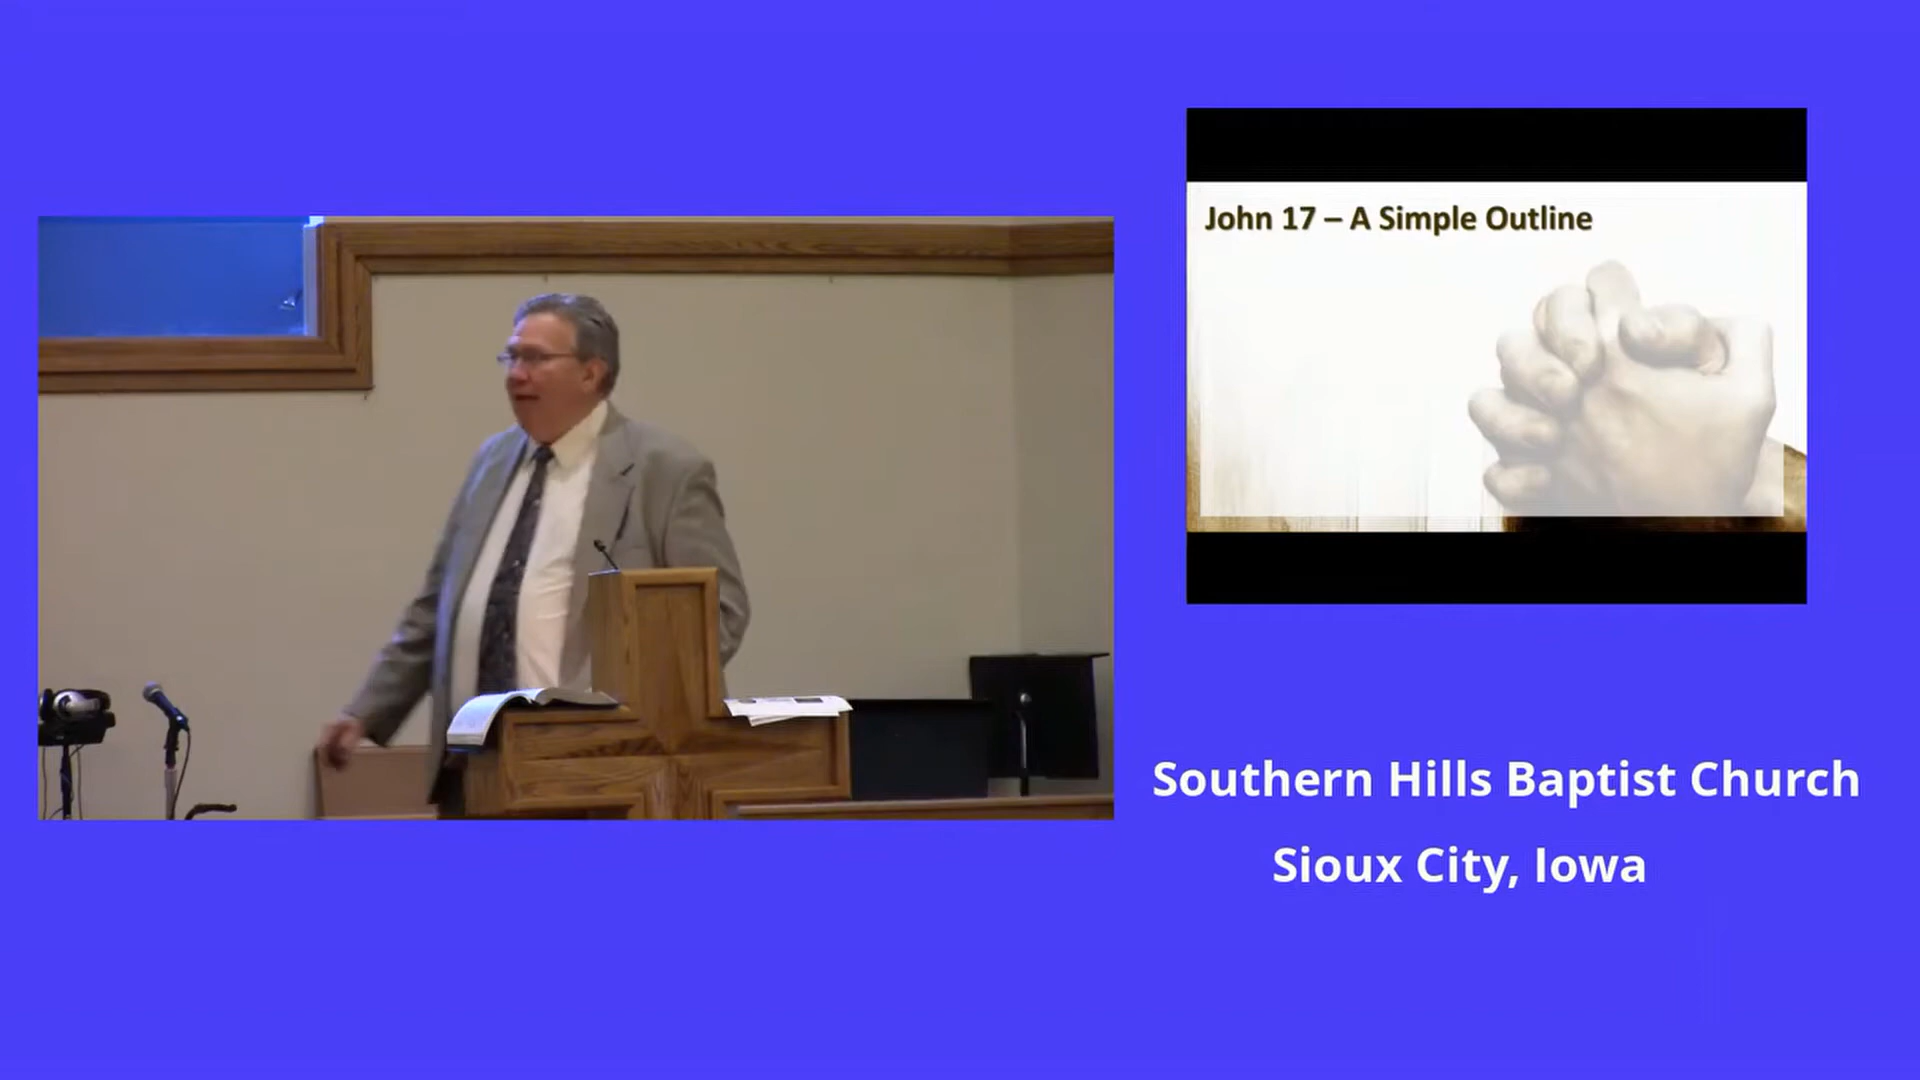 John 17 – A Simple Outline
Southern Hills Baptist Church
Sioux City, Iowa